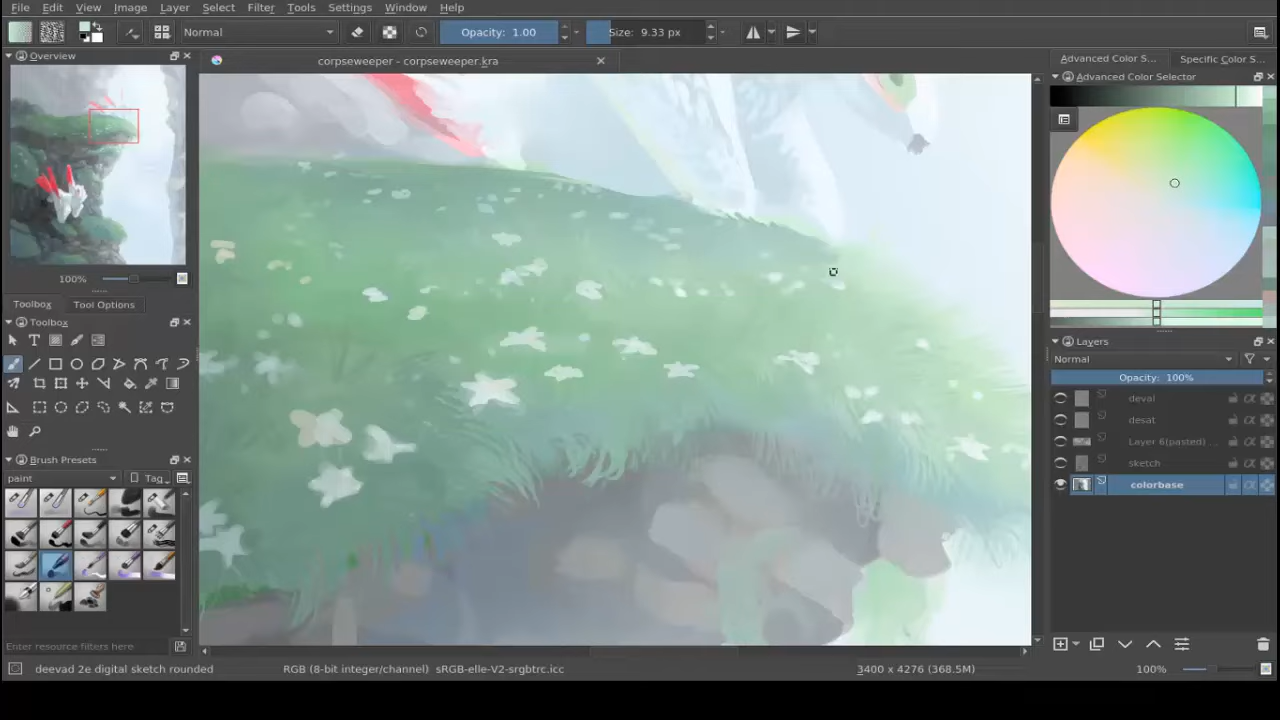 File Edit View Image Layer Select Filter Tools Settings Window Help
Normal Opacity: 1.00 Size: 9.33 px
Overview corpseweeper - corpseweeper.kra Advanced Color S... Specific Color S...
Advanced Color Selector
100%
Toolbox Tool Options
Toolbox
Layers
Normal
Opacity: 100%
deval
desat
Layer 6(pasted) ...
sketch
colorbase
Brush Presets
paint Tag
Enter resource filters here
deevad 2e digital sketch rounded RGB (8-bit integer/channel) sRGB-elle-V2-srgbtrc.icc 3400 x 4276 (368.5M) 100%